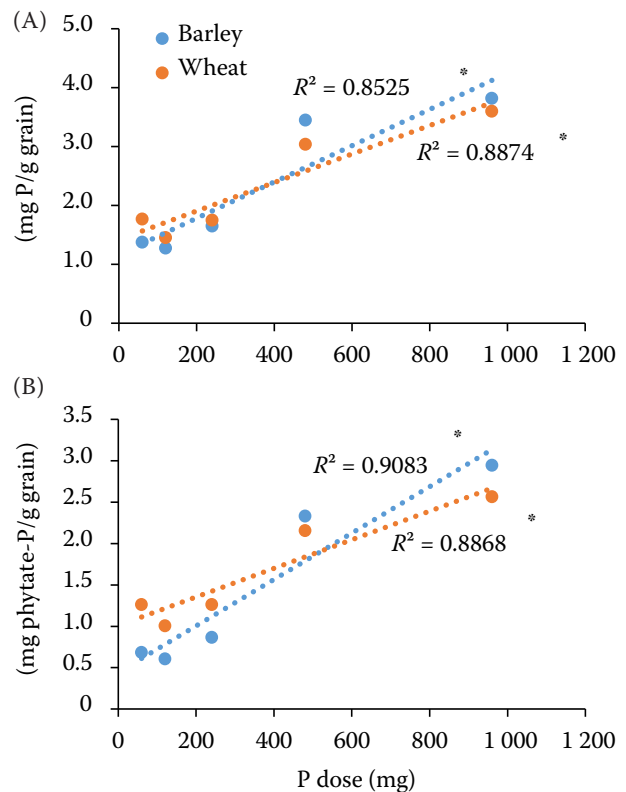 (A)
5.0
Barley
Wheat
*
4.0
R² = 0.8525
(mg P/g grain)
3.0
*
R² = 0.8874
2.0
1.0
0
0 200 400 600 800 1 000 1 200
(B)
3.5
*
3.0
R² = 0.9083
(mg phytate-P/g grain)
2.5
*
2.0
R² = 0.8868
1.5
1.0
0.5
0
0 200 400 600 800 1 000 1 200
P dose (mg)